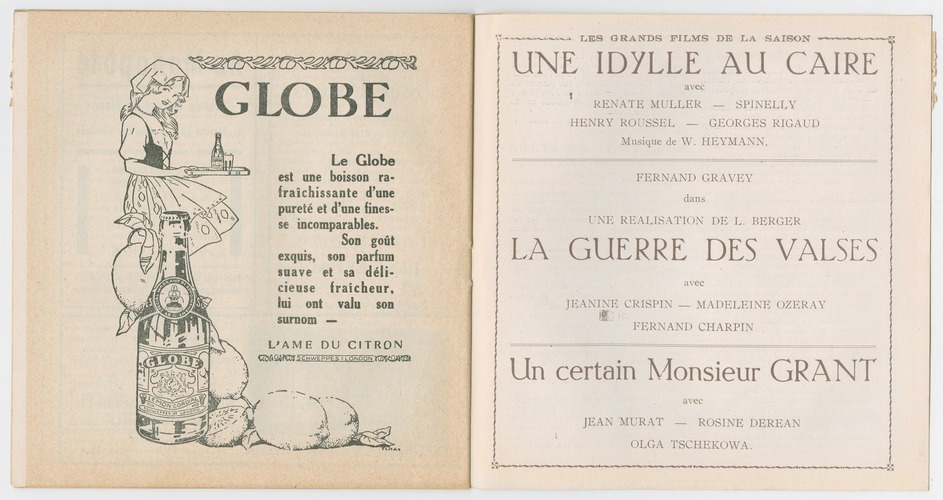 GLOBE
Le Globe
est une boisson ra-
fraîchissante d'une
pureté et d'une fines-
se incomparables.
Son goût
exquis, son parfum
suave et sa déli-
cieuse fraîcheur,
lui ont valu son
surnom —
L'AME DU CITRON
SCHWEPPES LONDON
GLOBE
LEMON CORDIAL
LES GRANDS FILMS DE LA SAISON
UNE IDYLLE AU CAIRE
avec
RENATE MULLER — SPINELLY
HENRY ROUSSEL — GEORGES RIGAUD
Musique de W. HEYMANN.
FERNAND GRAVEY
dans
UNE REALISATION DE L. BERGER
LA GUERRE DES VALSES
avec
JEANINE CRISPIN — MADELEINE OZERAY
FERNAND CHARPIN
Un certain Monsieur GRANT
avec
JEAN MURAT — ROSINE DEREAN
OLGA TSCHEKOWA.